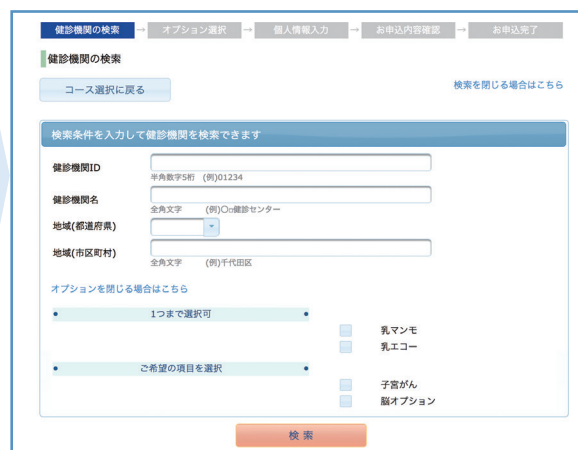 健診機関の検索 → オプション選択 → 個人情報入力 → お申込内容確認 → お申込完了
健診機関の検索
コース選択に戻る
検索を閉じる場合はこちら
検索条件を入力して健診機関を検索できます
健診機関ID
半角数字5桁 (例)01234
健診機関名
全角文字 (例)〇〇健診センター
地域(都道府県)
地域(市区町村)
全角文字 (例)千代田区
オプションを閉じる場合はこちら
• 1つまで選択可 •
乳マンモ
乳エコー
• ご希望の項目を選択 •
子宮がん
脳オプション
検 索